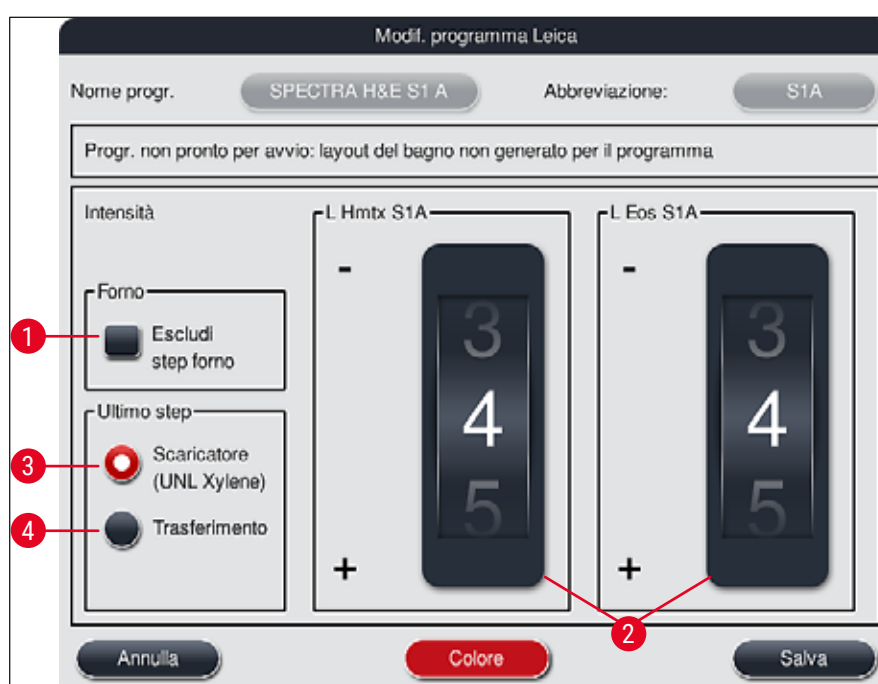 Modif. programma Leica
Nome progr. SPECTRA H&E S1 A Abbreviazione: S1A
Progr. non pronto per avvio: layout del bagno non generato per il programma
Intensità
L Hmtx S1A
L Eos S1A
- -
3 3
Forno
1 Escludi
step forno
4 4
Ultimo step
3 Scaricatore
(UNL Xylene)
5 5
4 Trasferimento
+ +
2
Annulla Colore Salva